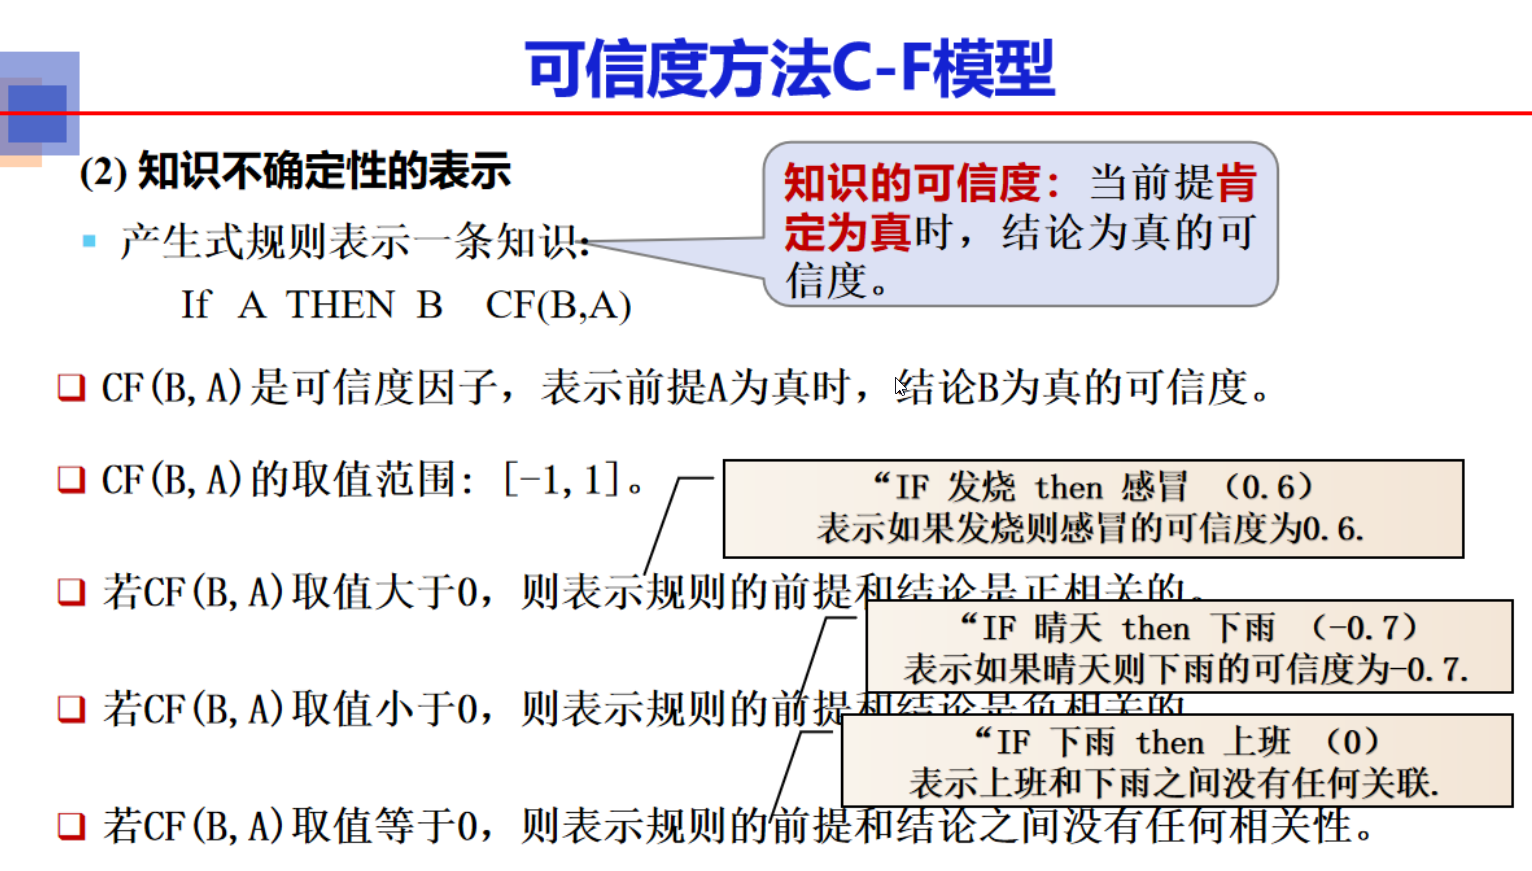 可信度方法C-F模型
(2) 知识不确定性的表示
产生式规则表示一条知识:
If A THEN B CF(B,A)
知识的可信度：当前提肯
定为真时，结论为真的可
信度。
CF(B,A)是可信度因子，表示前提A为真时，结论B为真的可信度。
CF(B,A)的取值范围：[-1,1]。
“IF 发烧 then 感冒 （0.6）
表示如果发烧则感冒的可信度为0.6.
若CF(B,A)取值大于0，则表示规则的前提和结论是正相关的。
“IF 晴天 then 下雨 （-0.7）
表示如果晴天则下雨的可信度为-0.7.
若CF(B,A)取值小于0，则表示规则的前提和结论是负相关的
“IF 下雨 then 上班 （0）
表示上班和下雨之间没有任何关联.
若CF(B,A)取值等于0，则表示规则的前提和结论之间没有任何相关性。